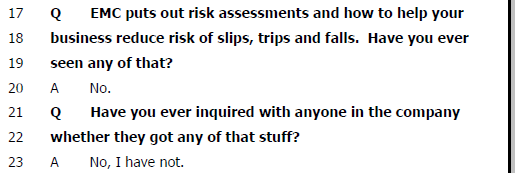 17 Q EMC puts out risk assessments and how to help your
18 business reduce risk of slips, trips and falls. Have you ever
19 seen any of that?
20 A No.
21 Q Have you ever inquired with anyone in the company
22 whether they got any of that stuff?
23 A No, I have not.